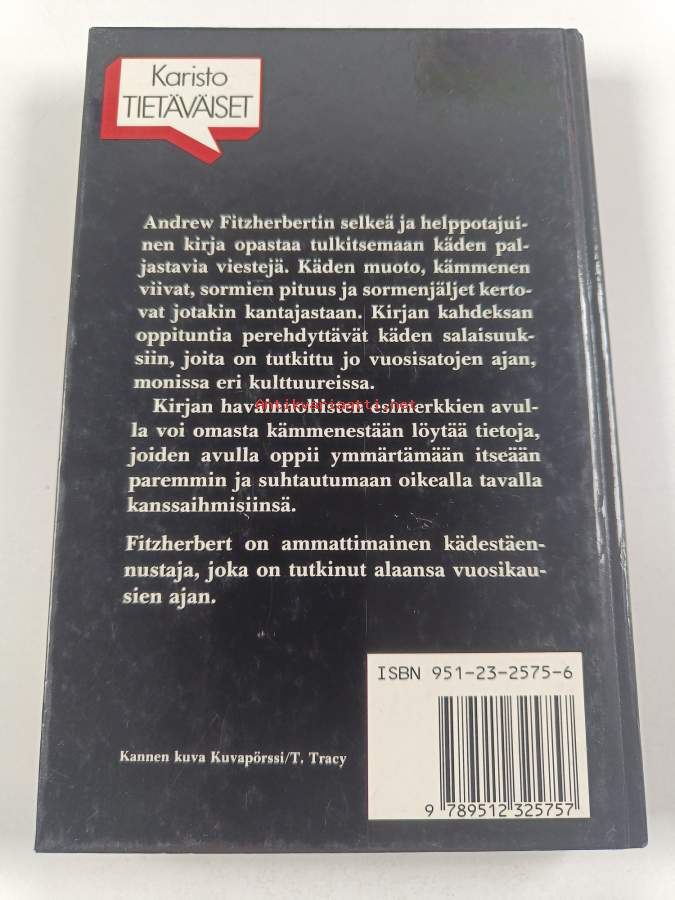 Karisto
TIETÄVÄISET
Andrew Fitzherbertin selkeä ja helppotajui-
nen kirja opastaa tulkitsemaan käden pal-
jastavia viestejä. Käden muoto, kämmenen
viivat, sormien pituus ja sormenjäljet kerto-
vat jotakin kantajastaan. Kirjan kahdeksan
oppituntia perehdyttävät käden salaisuuk-
siin, joita on tutkittu jo vuosisatojen ajan,
monissa eri kulttuureissa.
Antikvariaatti.net
Kirjan havainnollisten esimerkkien avul-
la voi omasta kämmenestään löytää tietoja,
joiden avulla oppii ymmärtämään itseään
paremmin ja suhtautumaan oikealla tavalla
kanssaihmisiinsä.
Fitzherbert on ammattimainen kädestäen-
nustaja, joka on tutkinut alaansa vuosikau-
sien ajan.
ISBN 951-23-2575-6
Kannen kuva Kuvapörssi/T. Tracy
9 789512 325757